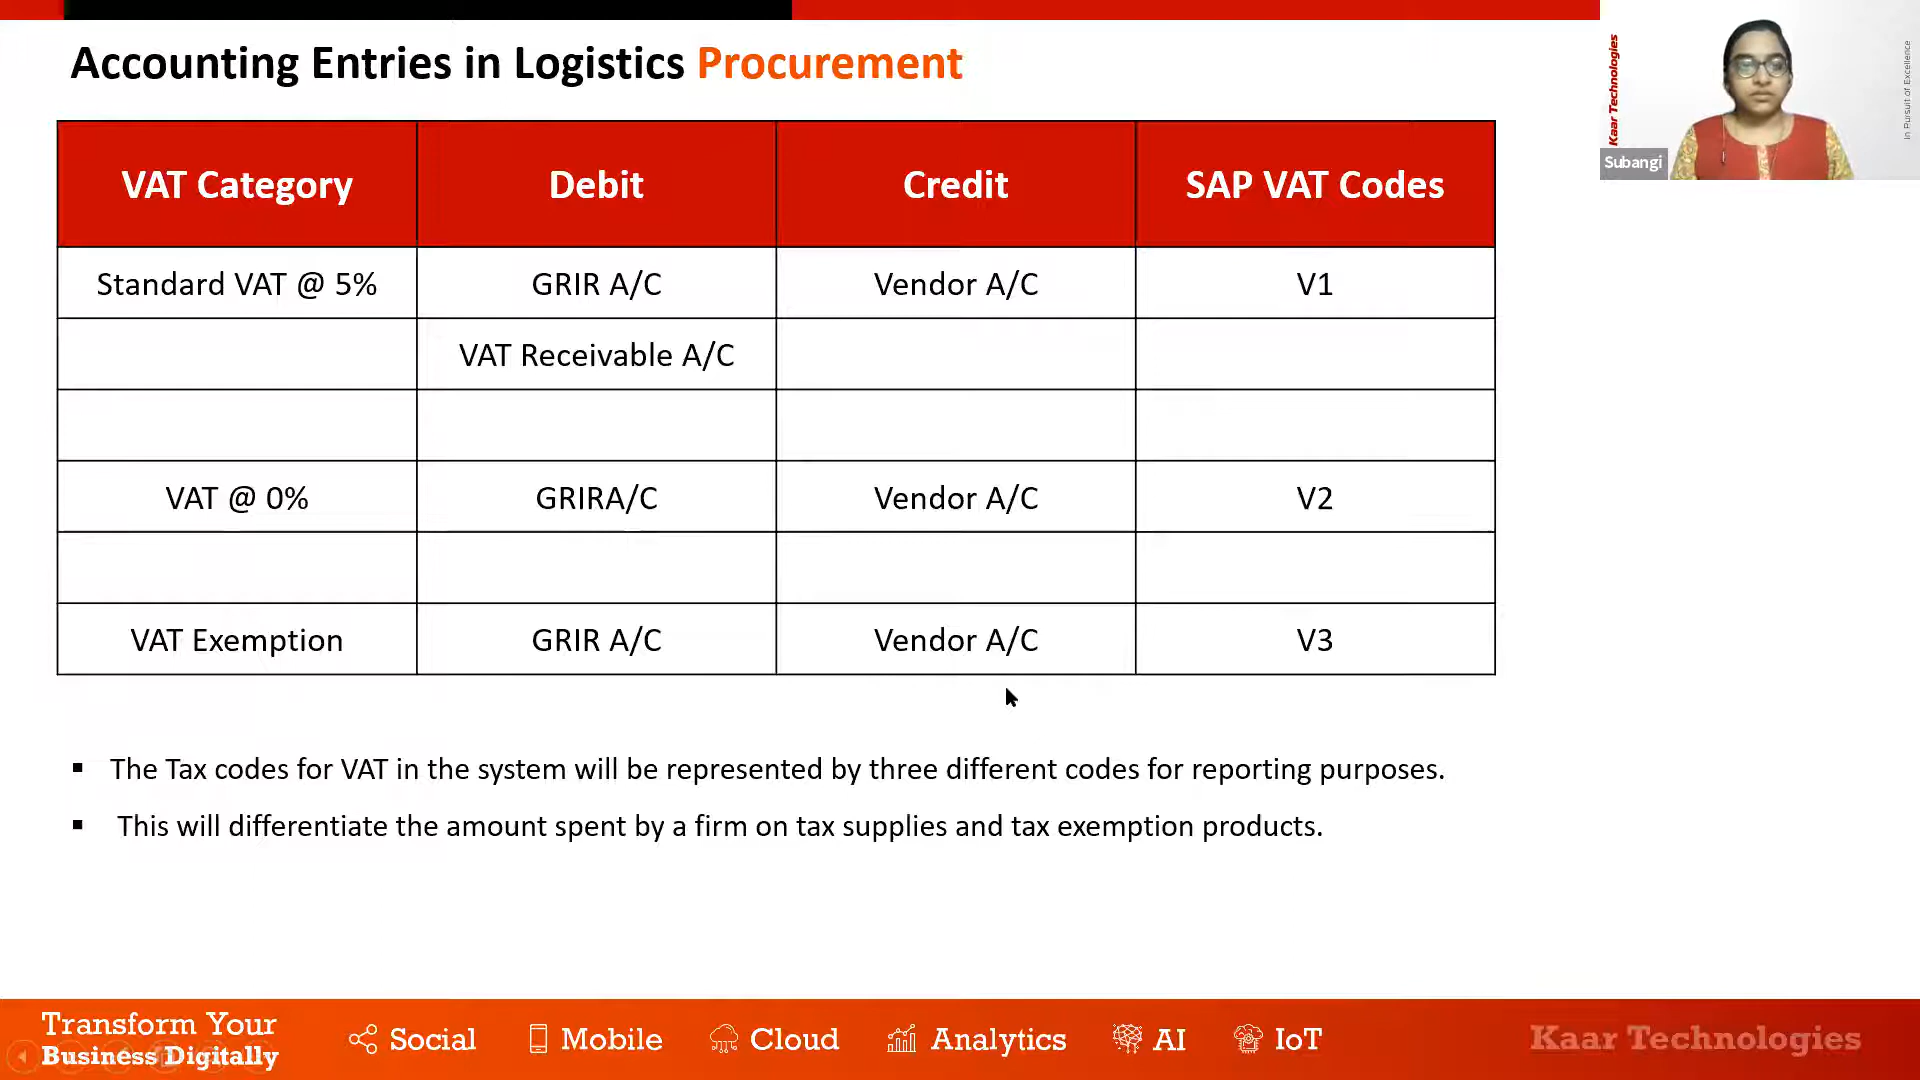 Accounting Entries in Logistics Procurement
VAT Category Debit Credit SAP VAT Codes
Standard VAT @ 5% GRIR A/C Vendor A/C V1
VAT Receivable A/C
VAT @ 0% GRIRA/C Vendor A/C V2
VAT Exemption GRIR A/C Vendor A/C V3
▪ The Tax codes for VAT in the system will be represented by three different codes for reporting purposes.
▪ This will differentiate the amount spent by a firm on tax supplies and tax exemption products.
Kaar Technologies
In Pursuit of Excellence
Subangi
Transform Your
Business Digitally
Social Mobile Cloud Analytics AI IoT
Kaar Technologies